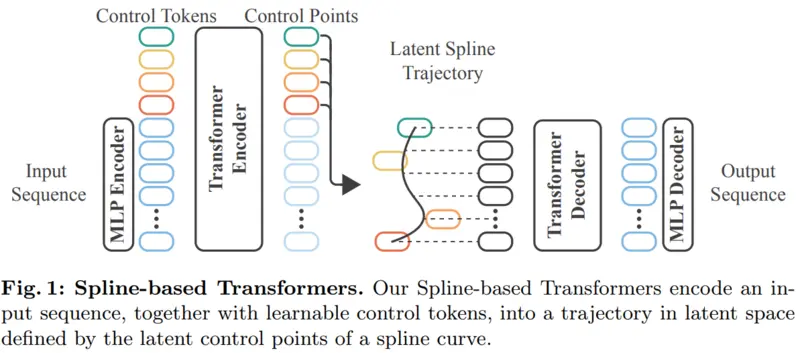 Control Tokens
Control Points
Latent Spline
Trajectory
Input
Sequence
MLP Encoder
Transformer
Encoder
Transformer
Decoder
MLP Decoder
Output
Sequence
Fig. 1: Spline-based Transformers. Our Spline-based Transformers encode an in-
put sequence, together with learnable control tokens, into a trajectory in latent space
defined by the latent control points of a spline curve.